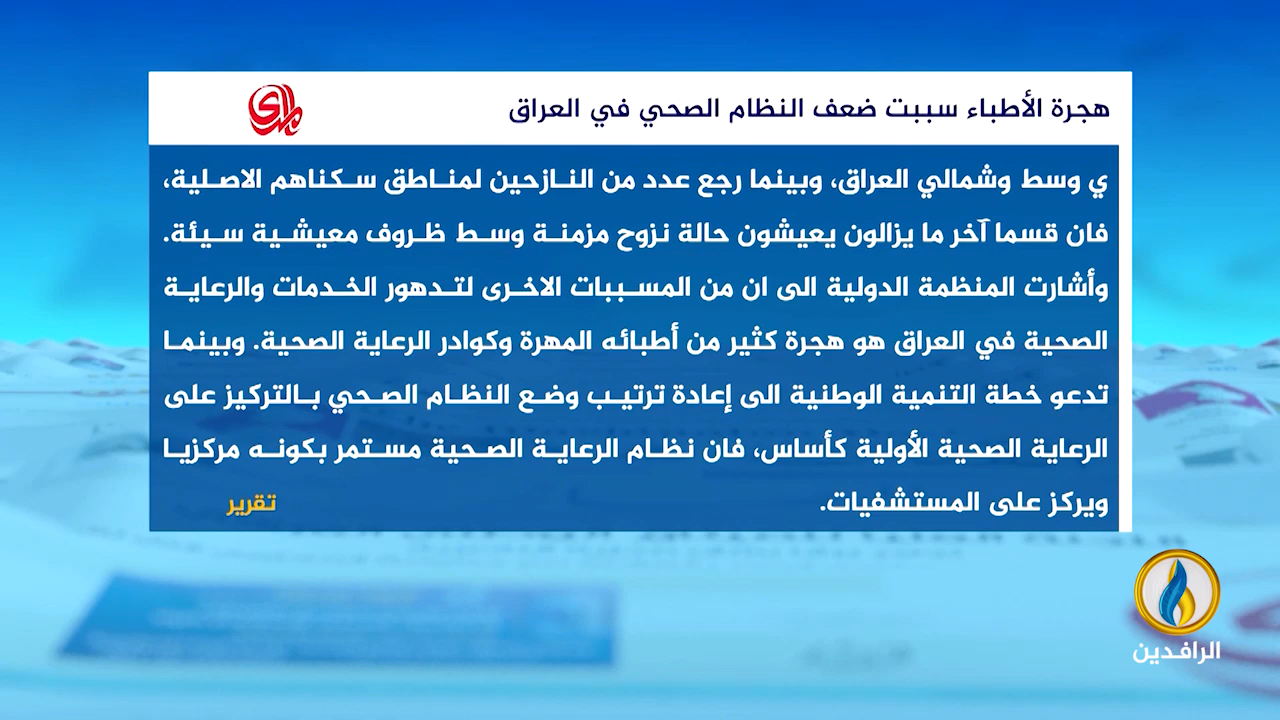 هجرة الأطباء سببت ضعف النظام الصحي في العراق
المدى
ي وسط وشمالي العراق، وبينما رجع عدد من النازحين لمناطق سكناهم الاصلية،
فان قسما آخر ما يزالون يعيشون حالة نزوح مزمنة وسط ظروف معيشية سيئة.
وأشارت المنظمة الدولية الى ان من المسببات الاخرى لتدهور الخدمات والرعاية
الصحية في العراق هو هجرة كثير من أطبائه المهرة وكوادر الرعاية الصحية. وبينما
تدعو خطة التنمية الوطنية الى إعادة ترتيب وضع النظام الصحي بالتركيز على
الرعاية الصحية الأولية كأساس، فان نظام الرعاية الصحية مستمر بكونه مركزيا
ويركز على المستشفيات.
تقرير
الرافدين